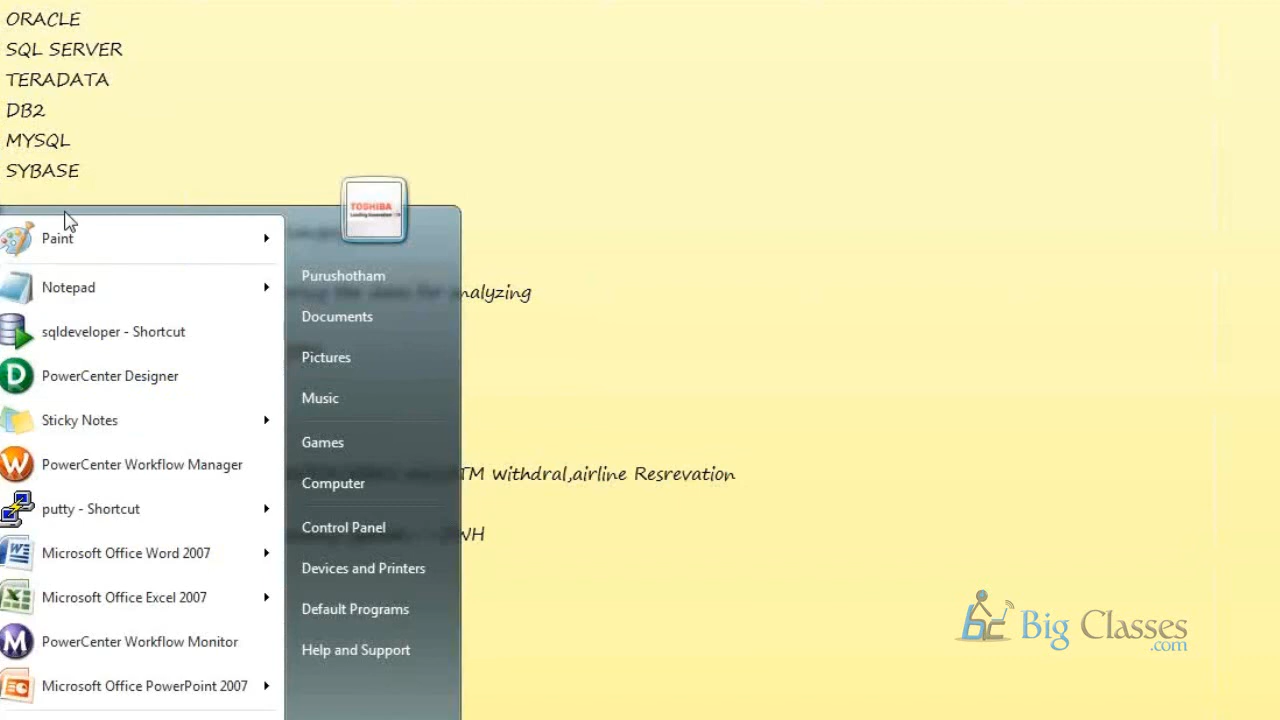 ORACLE
SQL SERVER
TERADATA
DB2
MYSQL
SYBASE
TOSHIBA
Leading Innovation
Paint
Notepad
sqldeveloper - Shortcut
PowerCenter Designer
Sticky Notes
PowerCenter Workflow Manager
putty - Shortcut
Microsoft Office Word 2007
Microsoft Office Excel 2007
PowerCenter Workflow Monitor
Microsoft Office PowerPoint 2007
Purushotham
Documents
Pictures
Music
Games
Computer
Control Panel
Devices and Printers
Default Programs
Help and Support
analyzing
Withdral,airline Resrevation
Big Classes
.com